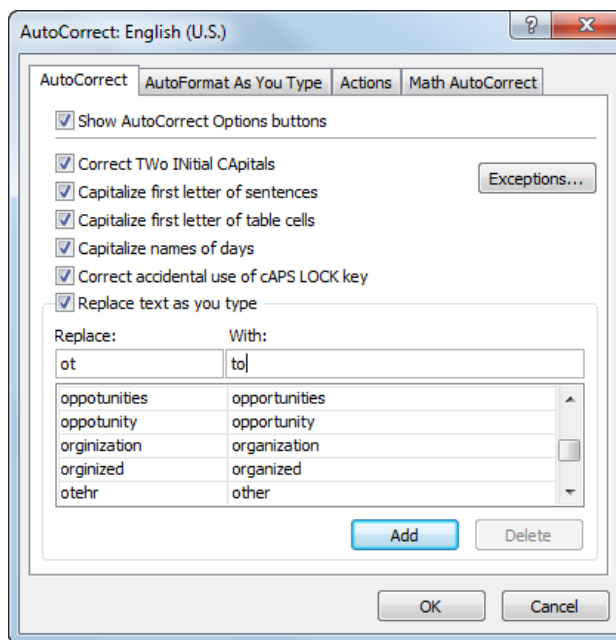 AutoCorrect: English (U.S.)
AutoCorrect AutoFormat As You Type Actions Math AutoCorrect
Show AutoCorrect Options buttons
Correct TWo INitial CApitals
Exceptions...
Capitalize first letter of sentences
Capitalize first letter of table cells
Capitalize names of days
Correct accidental use of cAPS LOCK key
Replace text as you type
Replace: With:
ot to
oppotunities opportunities
oppotunity opportunity
orginization organization
orginized organized
otehr other
Add Delete
OK Cancel